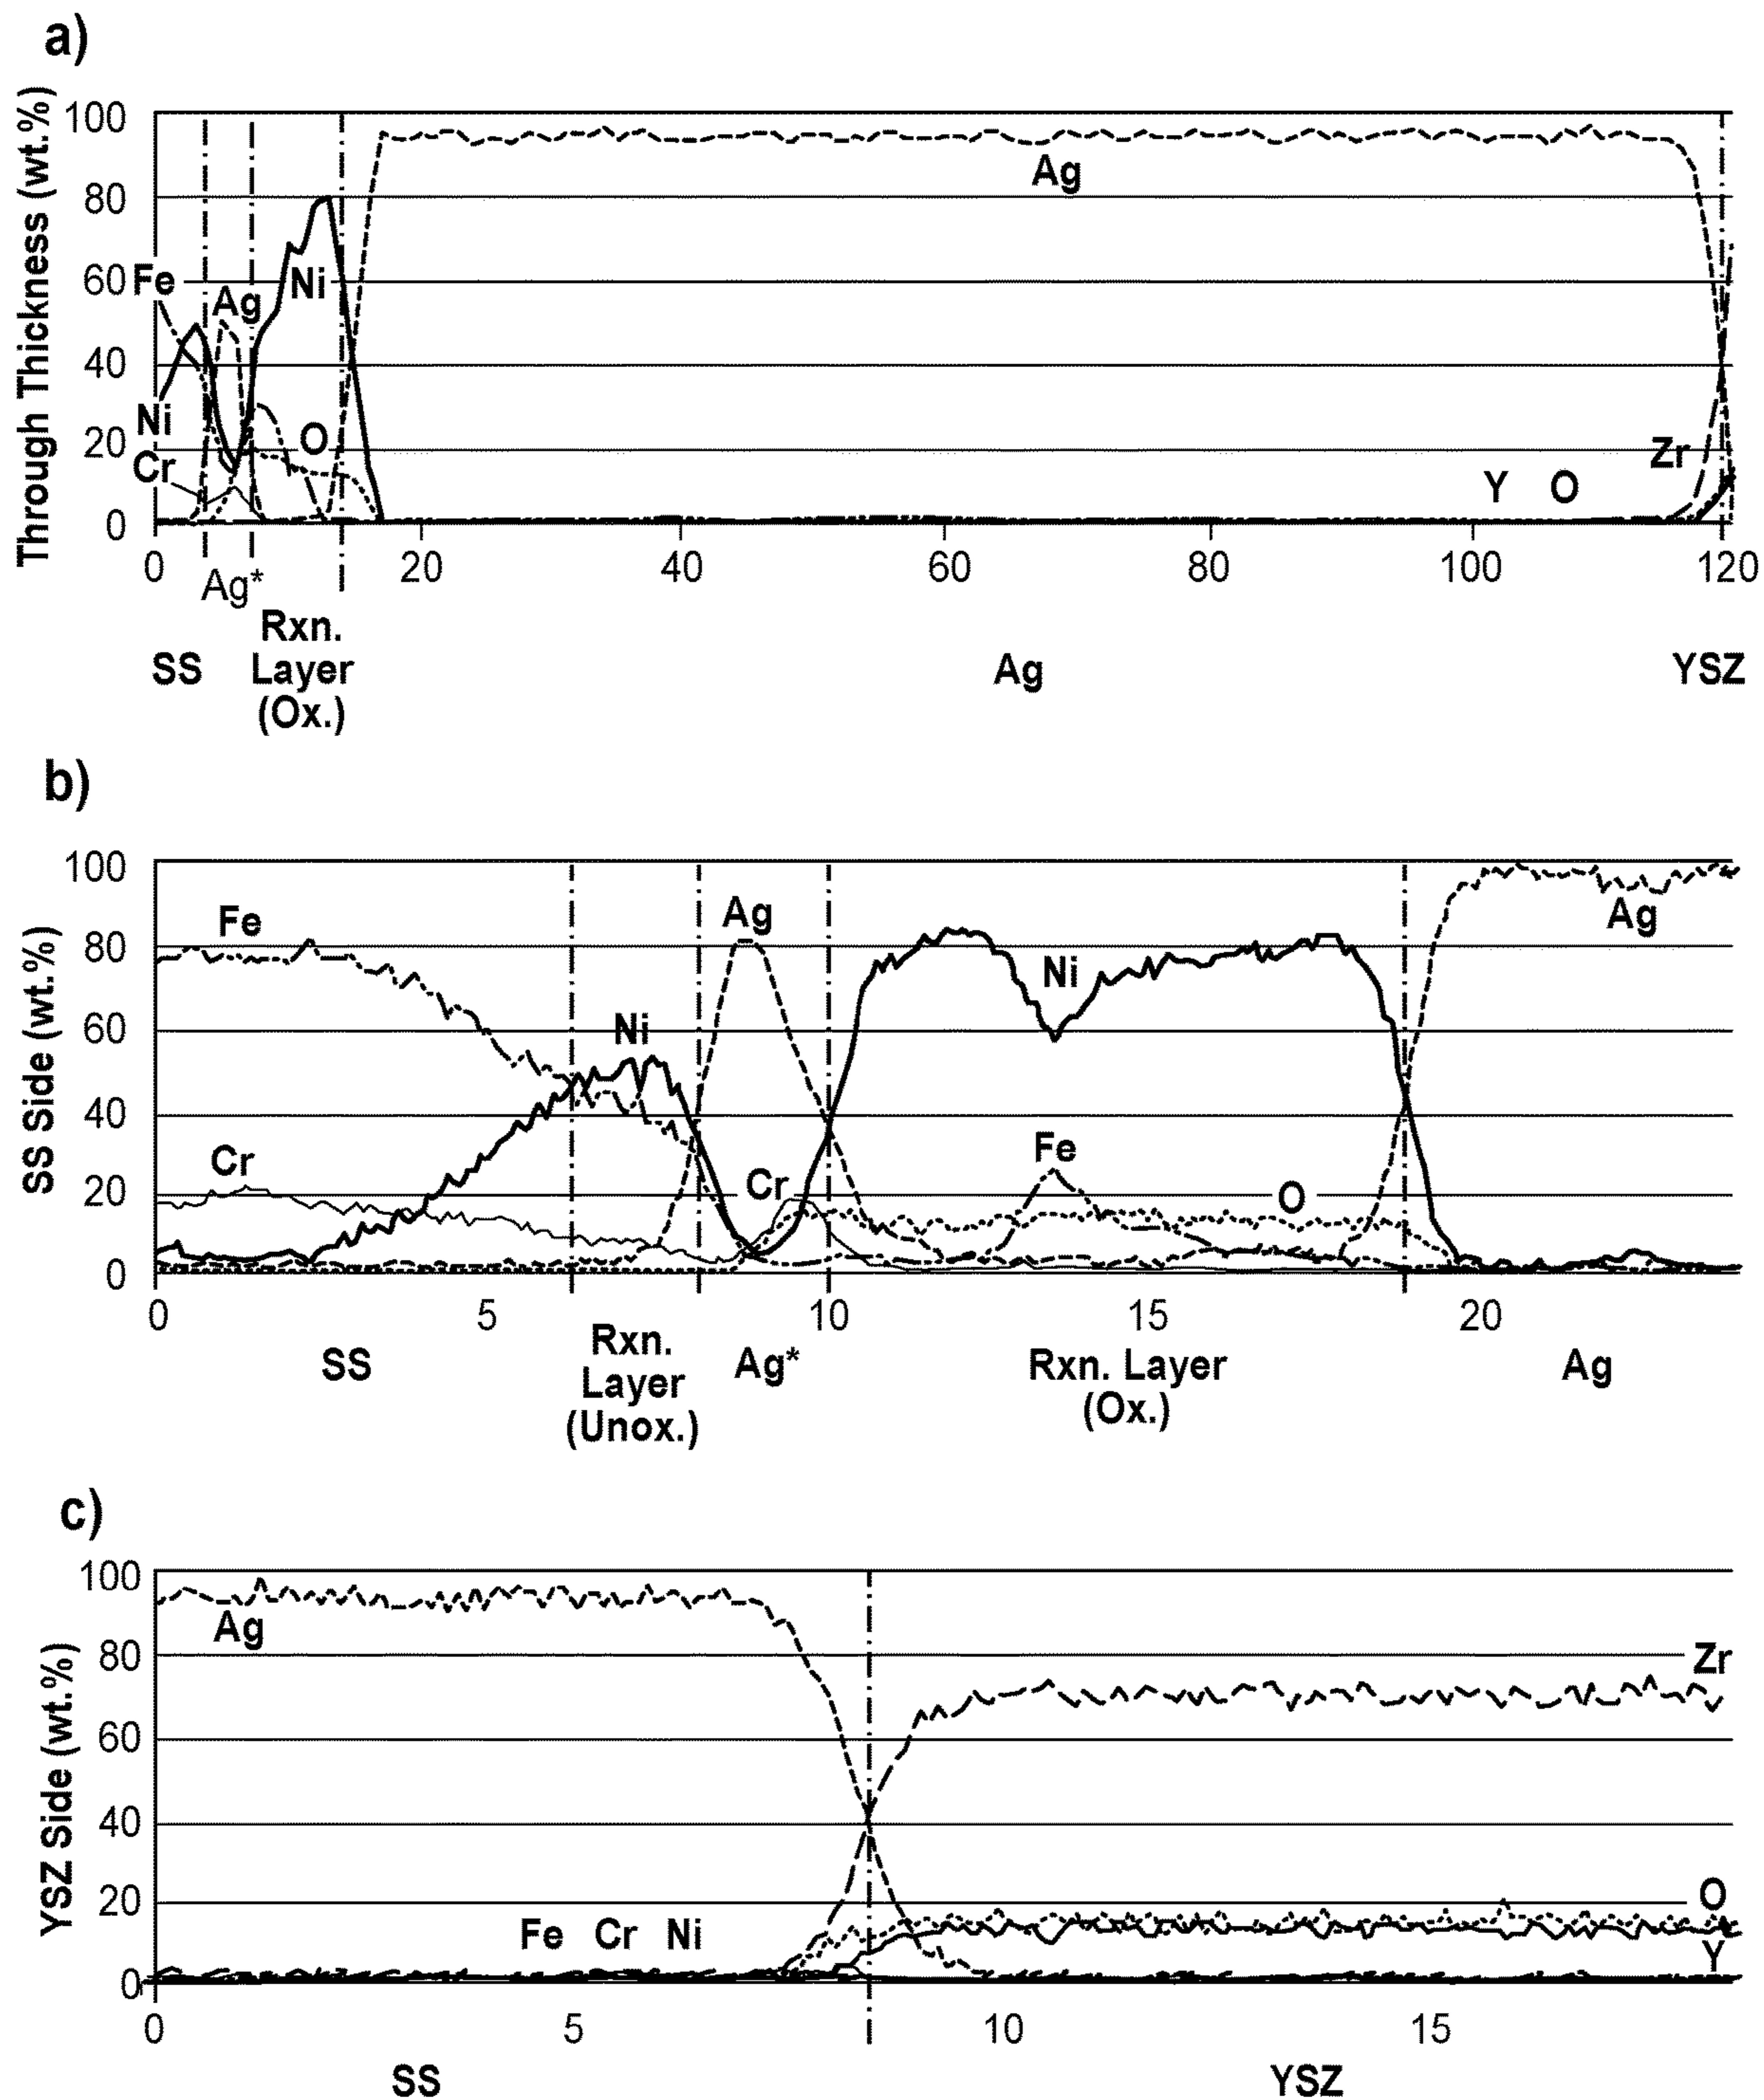 a)
Through Thickness (wt.%)
100
80
60
40
20
0
Fe
Ni
Cr
Ag
Ni
O
Ag
Y O
Zr
0 20 40 60 80 100 120
Ag*
Rxn.
Layer
(Ox.)
SS
Ag
YSZ
b)
SS Side (wt.%)
100
80
60
40
20
0
Fe
Cr
Ni
Ag
Cr
Ni
Fe
O
Ag
0 5 10 15 20
SS
Rxn.
Layer
(Unox.)
Ag*
Rxn. Layer
(Ox.)
Ag
c)
YSZ Side (wt.%)
100
80
60
40
20
0
Ag
Fe Cr Ni
Zr
O
Y
0 5 10 15
SS YSZ